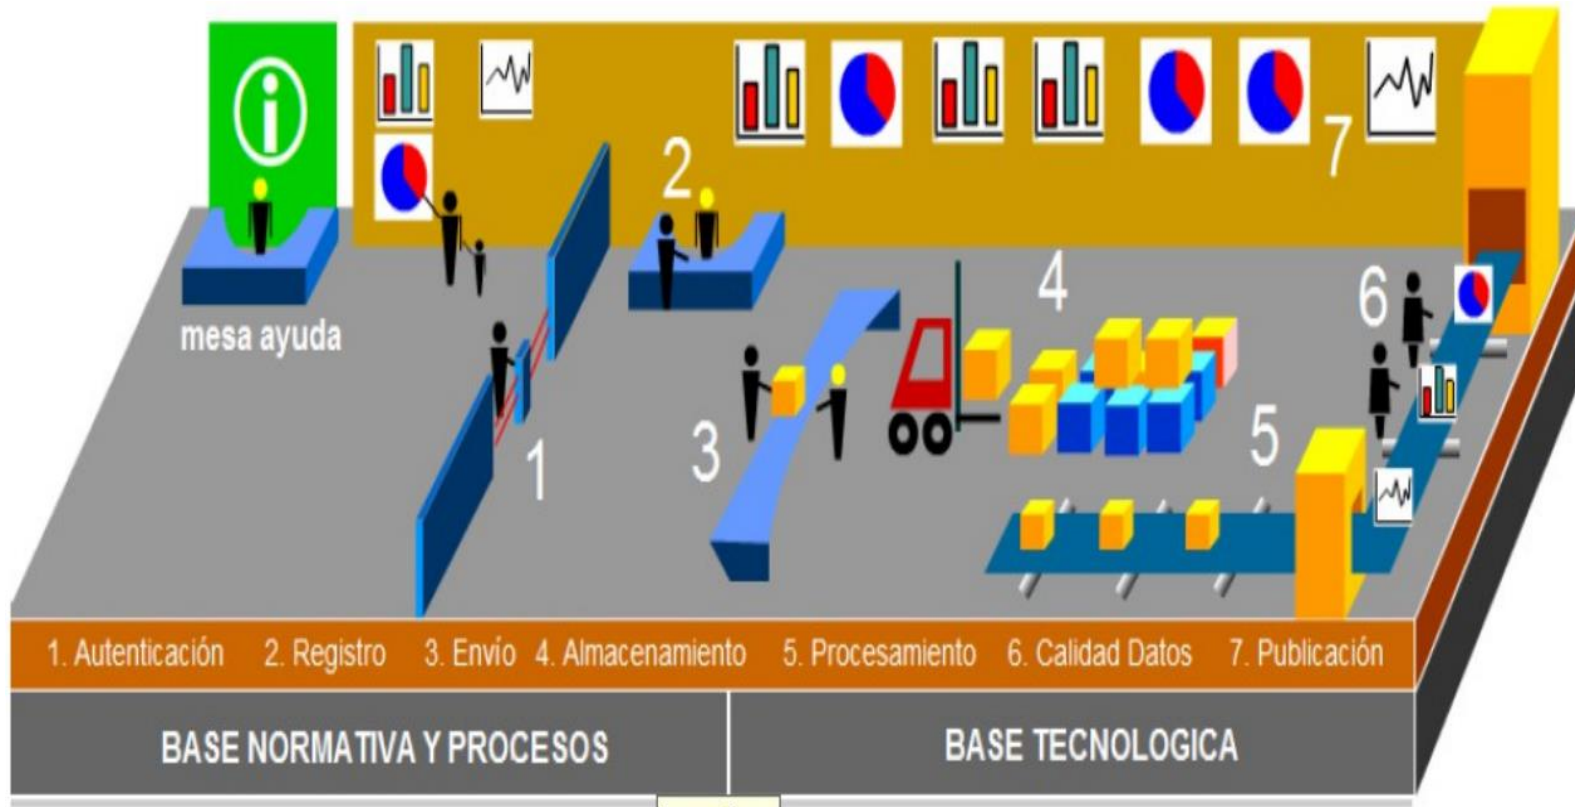 i
2
7
4
6
mesa ayuda
1
3
5
1. Autenticación 2. Registro 3. Envío 4. Almacenamiento 5. Procesamiento 6. Calidad Datos 7. Publicación
BASE NORMATIVA Y PROCESOS BASE TECNOLOGICA